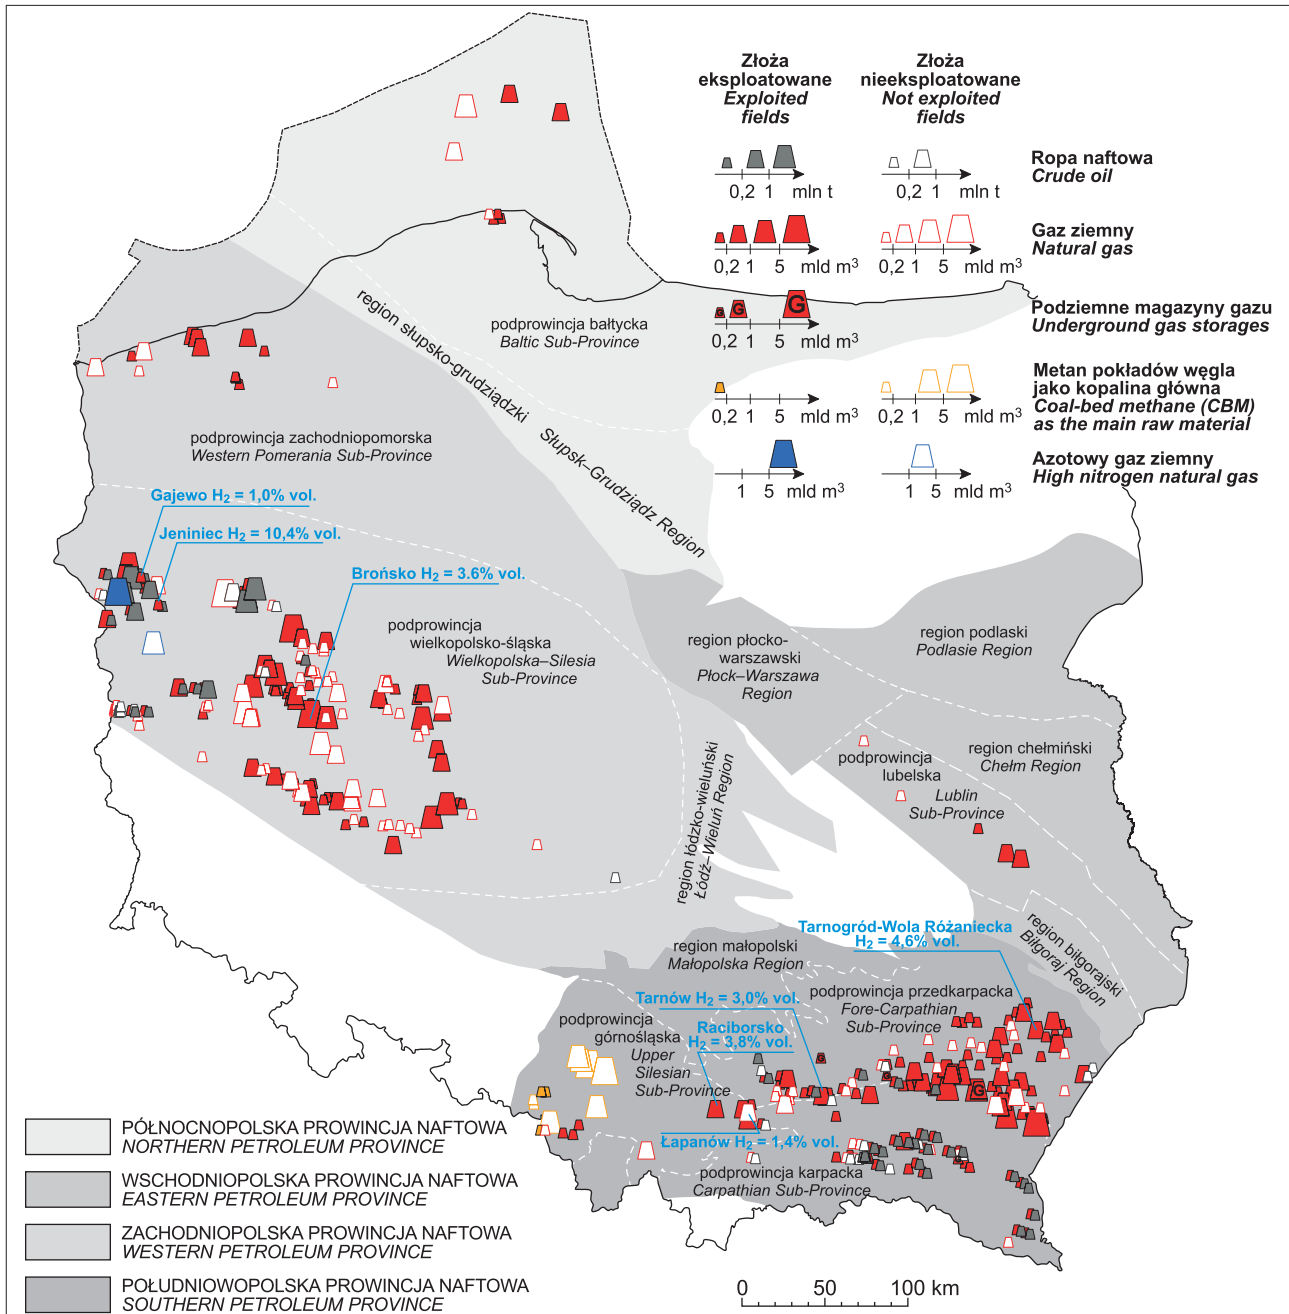 Złoża
eksploatowane
Exploited
fields
Złoża
nieeksploatowane
Not exploited
fields
0,2 1 mln t
0,2 1 mln t
Ropa naftowa
Crude oil
0,2 1 5 mld m³
0,2 1 5 mld m³
Gaz ziemny
Natural gas
G G G
0,2 1 5 mld m³
Podziemne magazyny gazu
Underground gas storages
0,2 1 5 mld m³
0,2 1 5 mld m³
Metan pokładów węgla
jako kopalina główna
Coal-bed methane (CBM)
as the main raw material
1 5 mld m³
1 5 mld m³
Azotowy gaz ziemny
High nitrogen natural gas
region słupsko-grudziądzki
Słupsk–Grudziądz Region
podprowincja bałtycka
Baltic Sub-Province
podprowincja zachodniopomorska
Western Pomerania Sub-Province
Gajewo H₂ = 1,0% vol.
Jeniniec H₂ = 10,4% vol.
Brońsko H₂ = 3.6% vol.
podprowincja
wielkopolsko-śląska
Wielkopolska–Silesia
Sub-Province
region płocko-
warszawski
Płock–Warszawa
Region
region podlaski
Podlasie Region
region chełmiński
Chełm Region
podprowincja
lubelska
Lublin
Sub-Province
region łódzko-wieluński
Łódź–Wieluń Region
region biłgorajski
Biłgoraj Region
Tarnogród-Wola Różaniecka
H₂ = 4,6% vol.
region małopolski
Małopolska Region
Tarnów H₂ = 3,0% vol.
podprowincja przedkarpacka
Fore-Carpathian
Sub-Province
podprowincja
górnośląska
Upper
Silesian
Sub-Province
Raciborsko
H₂ = 3,8% vol.
G
G
G
Łapanów H₂ = 1,4% vol.
podprowincja karpacka
Carpathian Sub-Province
PÓŁNOCNOPOLSKA PROWINCJA NAFTOWA
NORTHERN PETROLEUM PROVINCE
WSCHODNIOPOLSKA PROWINCJA NAFTOWA
EASTERN PETROLEUM PROVINCE
ZACHODNIOPOLSKA PROWINCJA NAFTOWA
WESTERN PETROLEUM PROVINCE
POŁUDNIOWOPOLSKA PROWINCJA NAFTOWA
SOUTHERN PETROLEUM PROVINCE
0 50 100 km